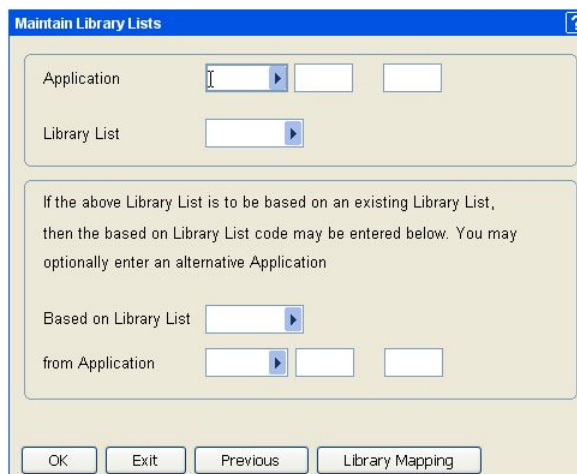 Maintain Library Lists
?
Application
Library List
If the above Library List is to be based on an existing Library List,
then the based on Library List code may be entered below. You may
optionally enter an alternative Application
Based on Library List
from Application
OK Exit Previous Library Mapping